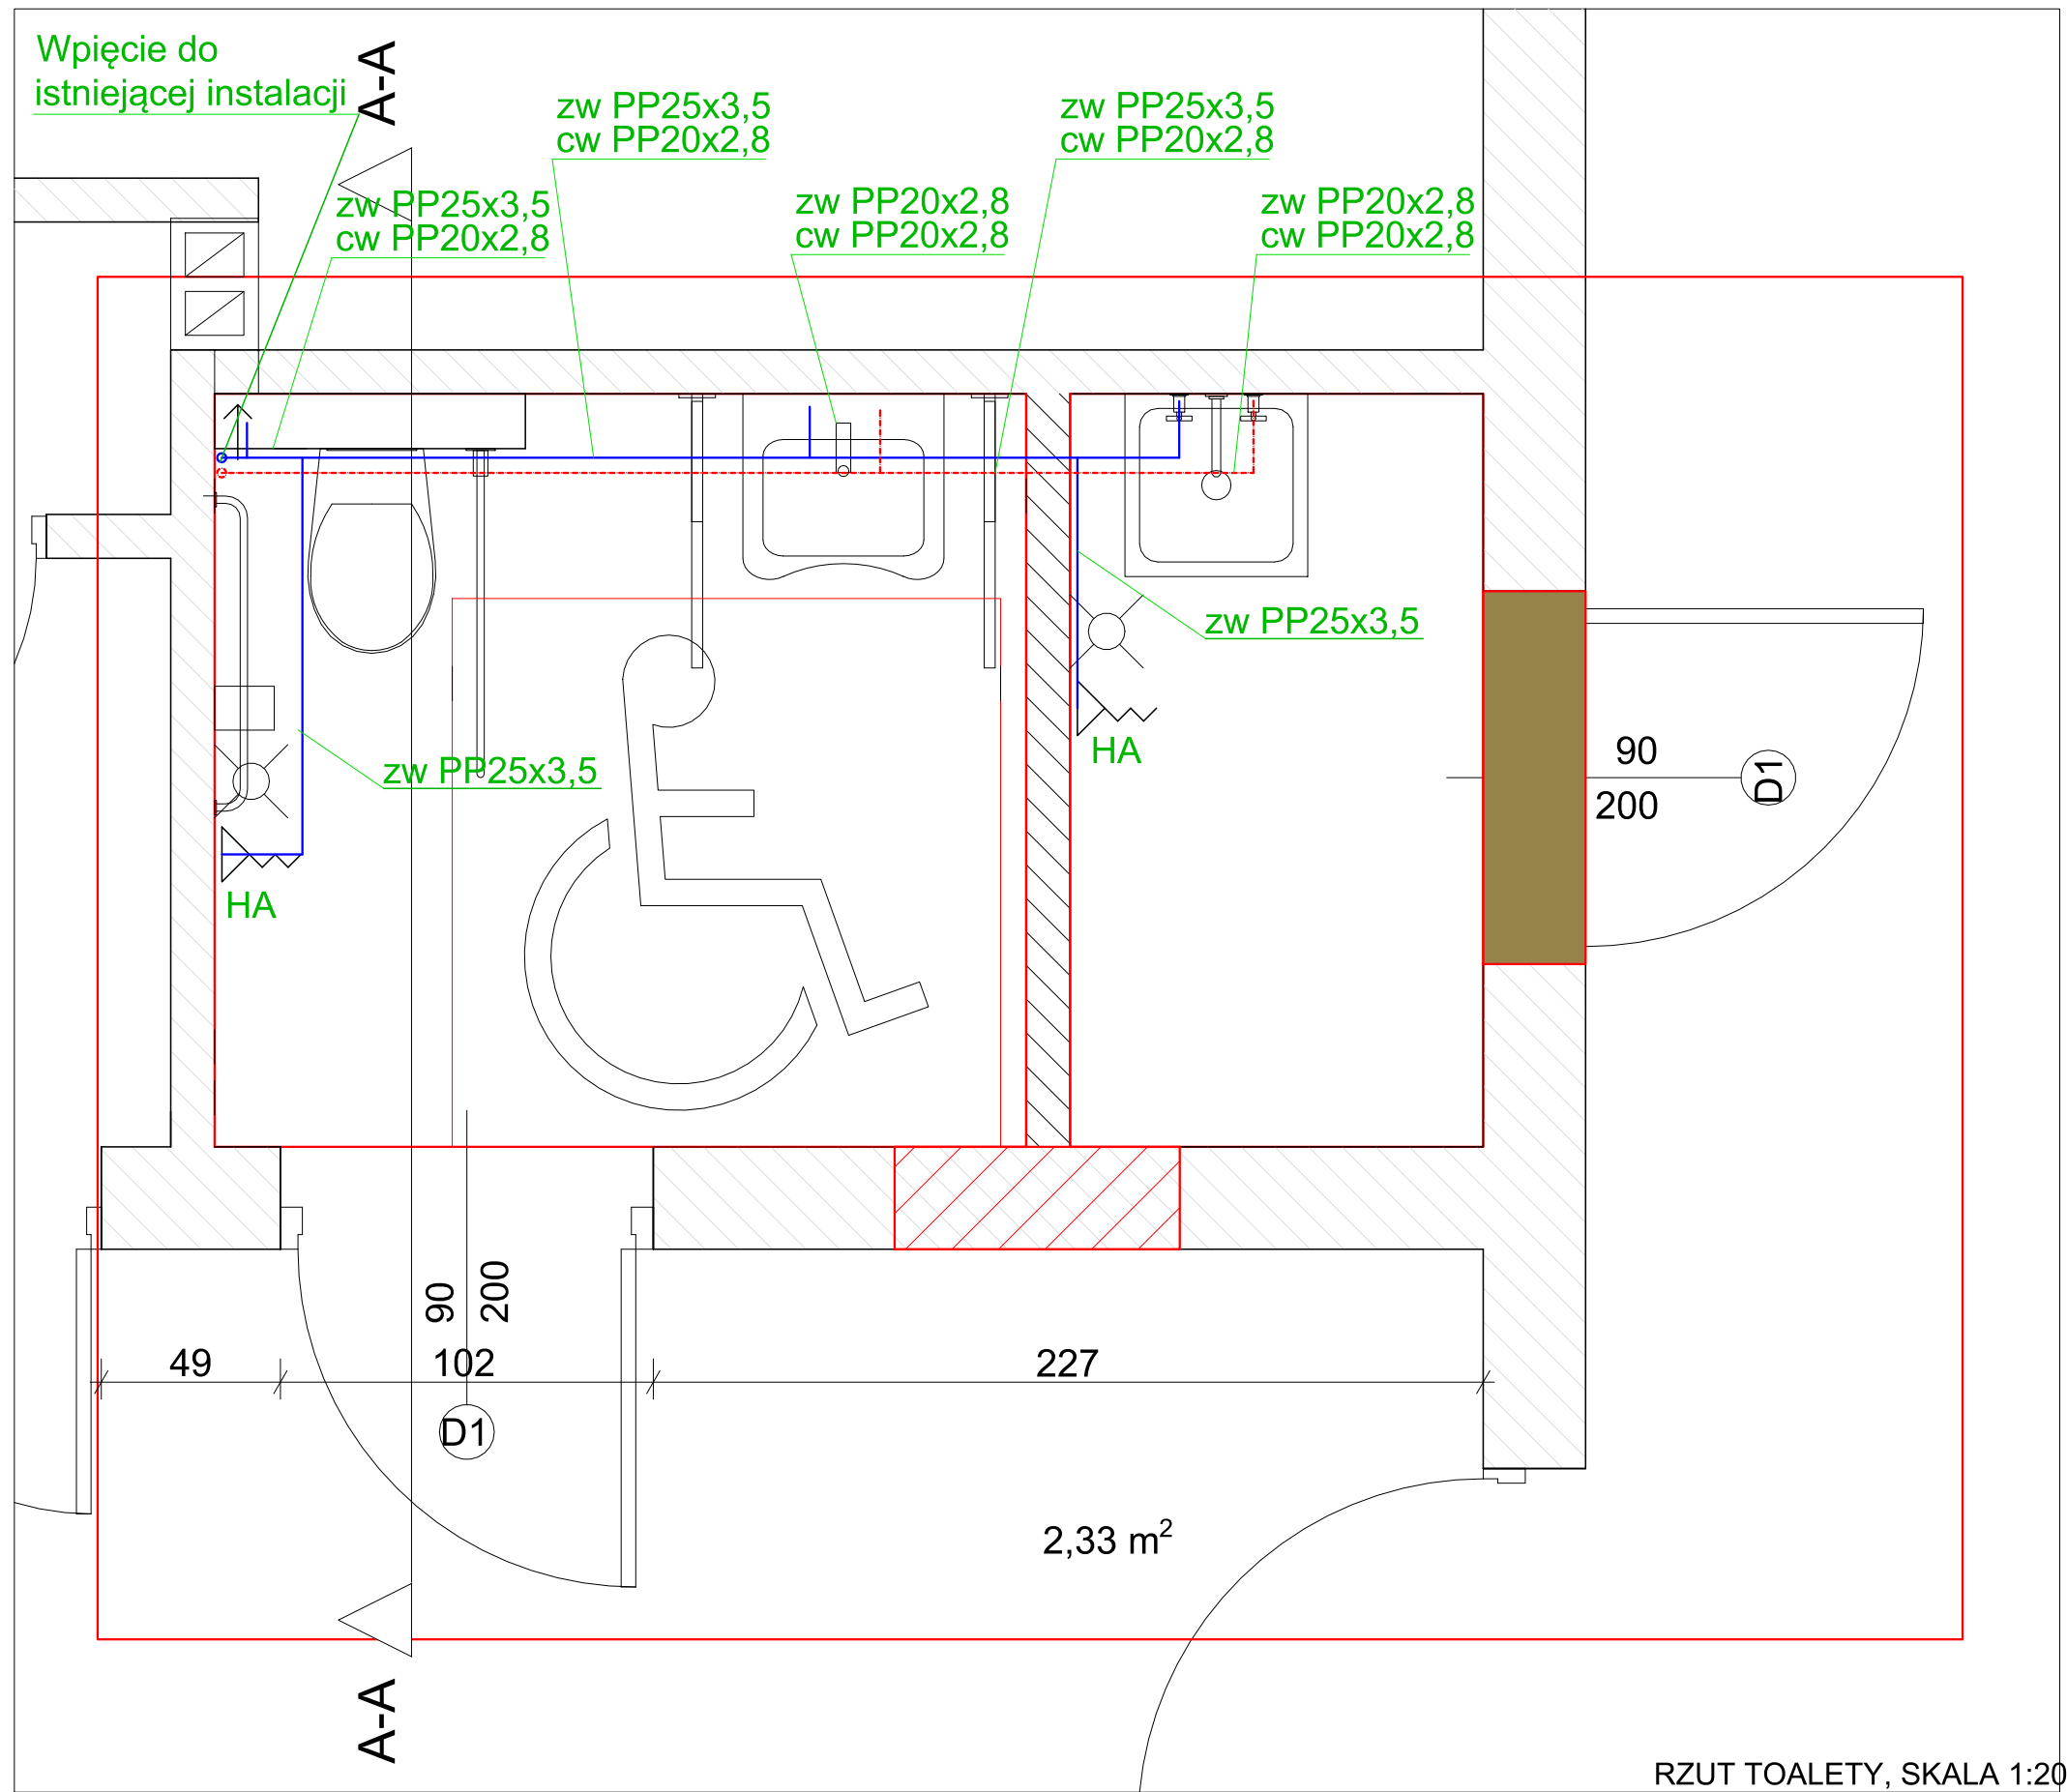 Wpięcie do
istniejącej instalacji
A-A
zw PP25x3,5
cw PP20x2,8
zw PP25x3,5
cw PP20x2,8
zw PP25x3,5
cw PP20x2,8
zw PP20x2,8
cw PP20x2,8
zw PP20x2,8
cw PP20x2,8
zw PP25x3,5
HA
zw PP25x3,5
HA
90
200
D1
90
200
49
102
227
D1
2,33 m²
A-A
RZUT TOALETY, SKALA 1:20